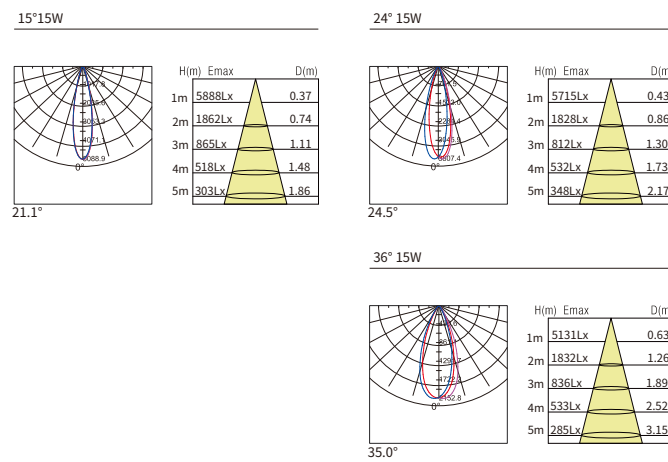 15°15W
H(m) Emax D(m)
1m 5888Lx 0.37
2m 1862Lx 0.74
3m 865Lx 1.11
4m 518Lx 1.48
5m 303Lx 1.86
0°
21.1°
24° 15W
H(m) Emax D(m)
1m 5715Lx 0.43
2m 1828Lx 0.86
3m 812Lx 1.30
4m 532Lx 1.73
5m 348Lx 2.17
0°
24.5°
36° 15W
H(m) Emax D(m)
1m 5131Lx 0.63
2m 1832Lx 1.26
3m 836Lx 1.89
4m 533Lx 2.52
5m 285Lx 3.15
0°
35.0°